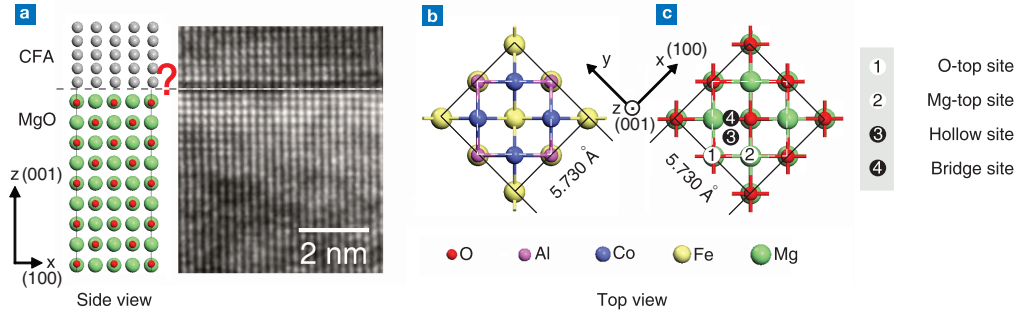 a
CFA
?
MgO
z (001)
x
(100)
2 nm
Side view
b
y
x (100)
z
(001)
5.730 Å
c
4
3
1
2
5.730 Å
O
Al
Co
Fe
Mg
Top view
1 O-top site
2 Mg-top site
3 Hollow site
4 Bridge site